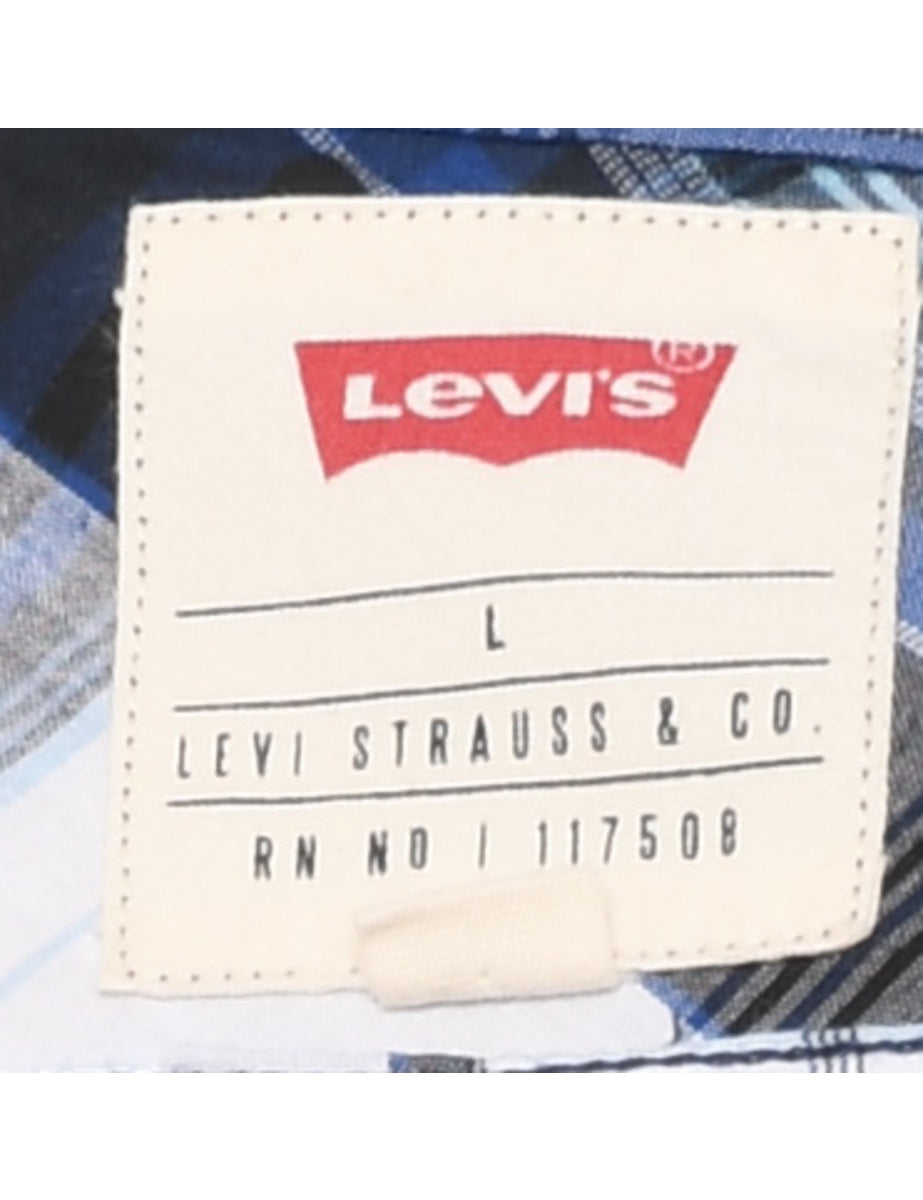 Levi's®
L
LEVI STRAUSS & CO.
RN NO / 117508